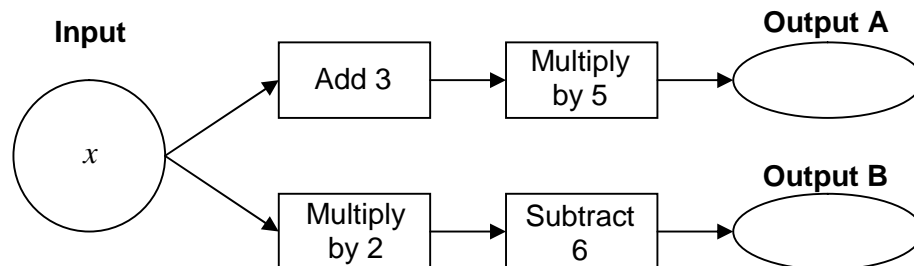 Input
Output A
Add 3
Multiply
by 5
x
Output B
Multiply
by 2
Subtract
6